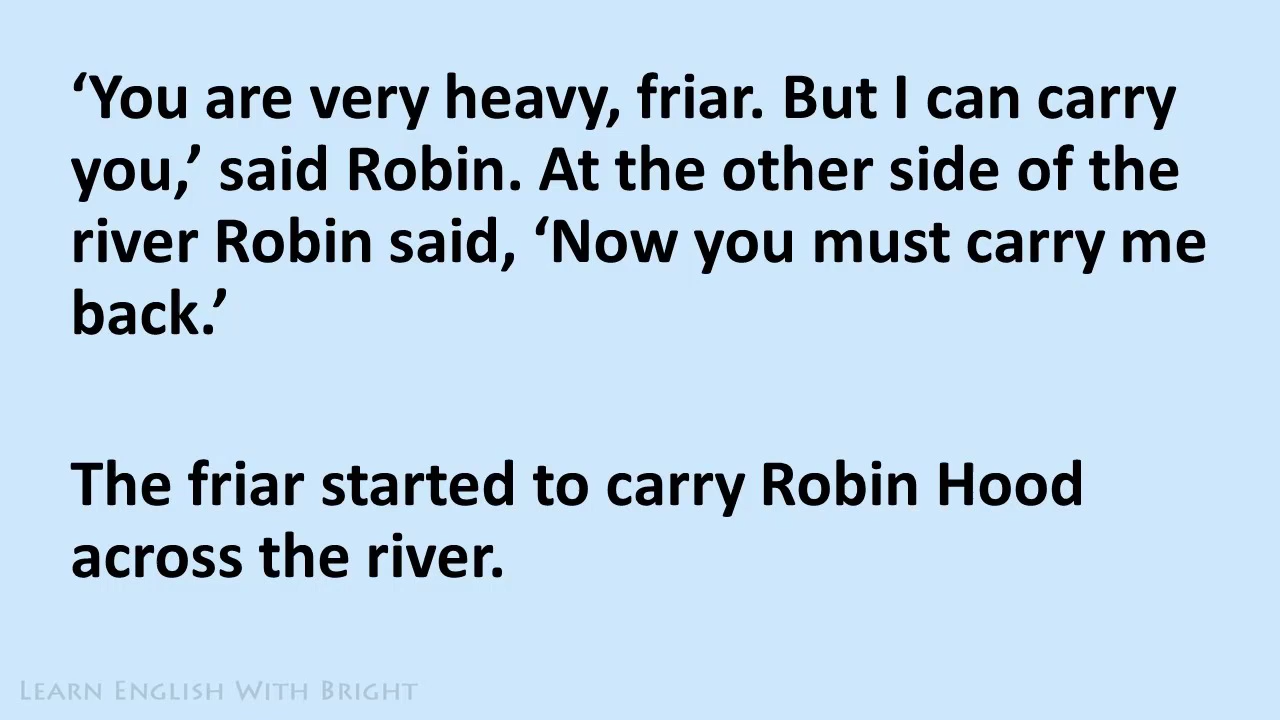 ‘You are very heavy, friar. But I can carry
you,’ said Robin. At the other side of the
river Robin said, ‘Now you must carry me
back.’
The friar started to carry Robin Hood
across the river.
Learn English With Bright